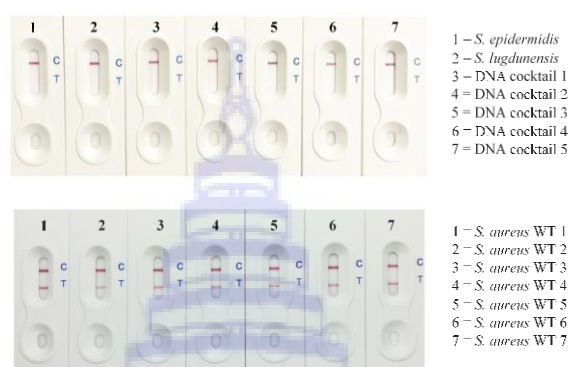 1 2 3 4 5 6 7
C C C C C C C
T T T T T T T
1 – S. epidermidis
2 – S. lugdunensis
3 – DNA cocktail 1
4 = DNA cocktail 2
5 = DNA cocktail 3
6 = DNA cocktail 4
7 = DNA cocktail 5
1 2 3 4 5 6 7
C C C C C C C
T T T T T T T
1 – S. aureus WT 1
2 – S. aureus WT 2
3 – S. aureus WT 3
4 – S. aureus WT 4
5 – S. aureus WT 5
6 – S. aureus WT 6
7 – S. aureus WT 7